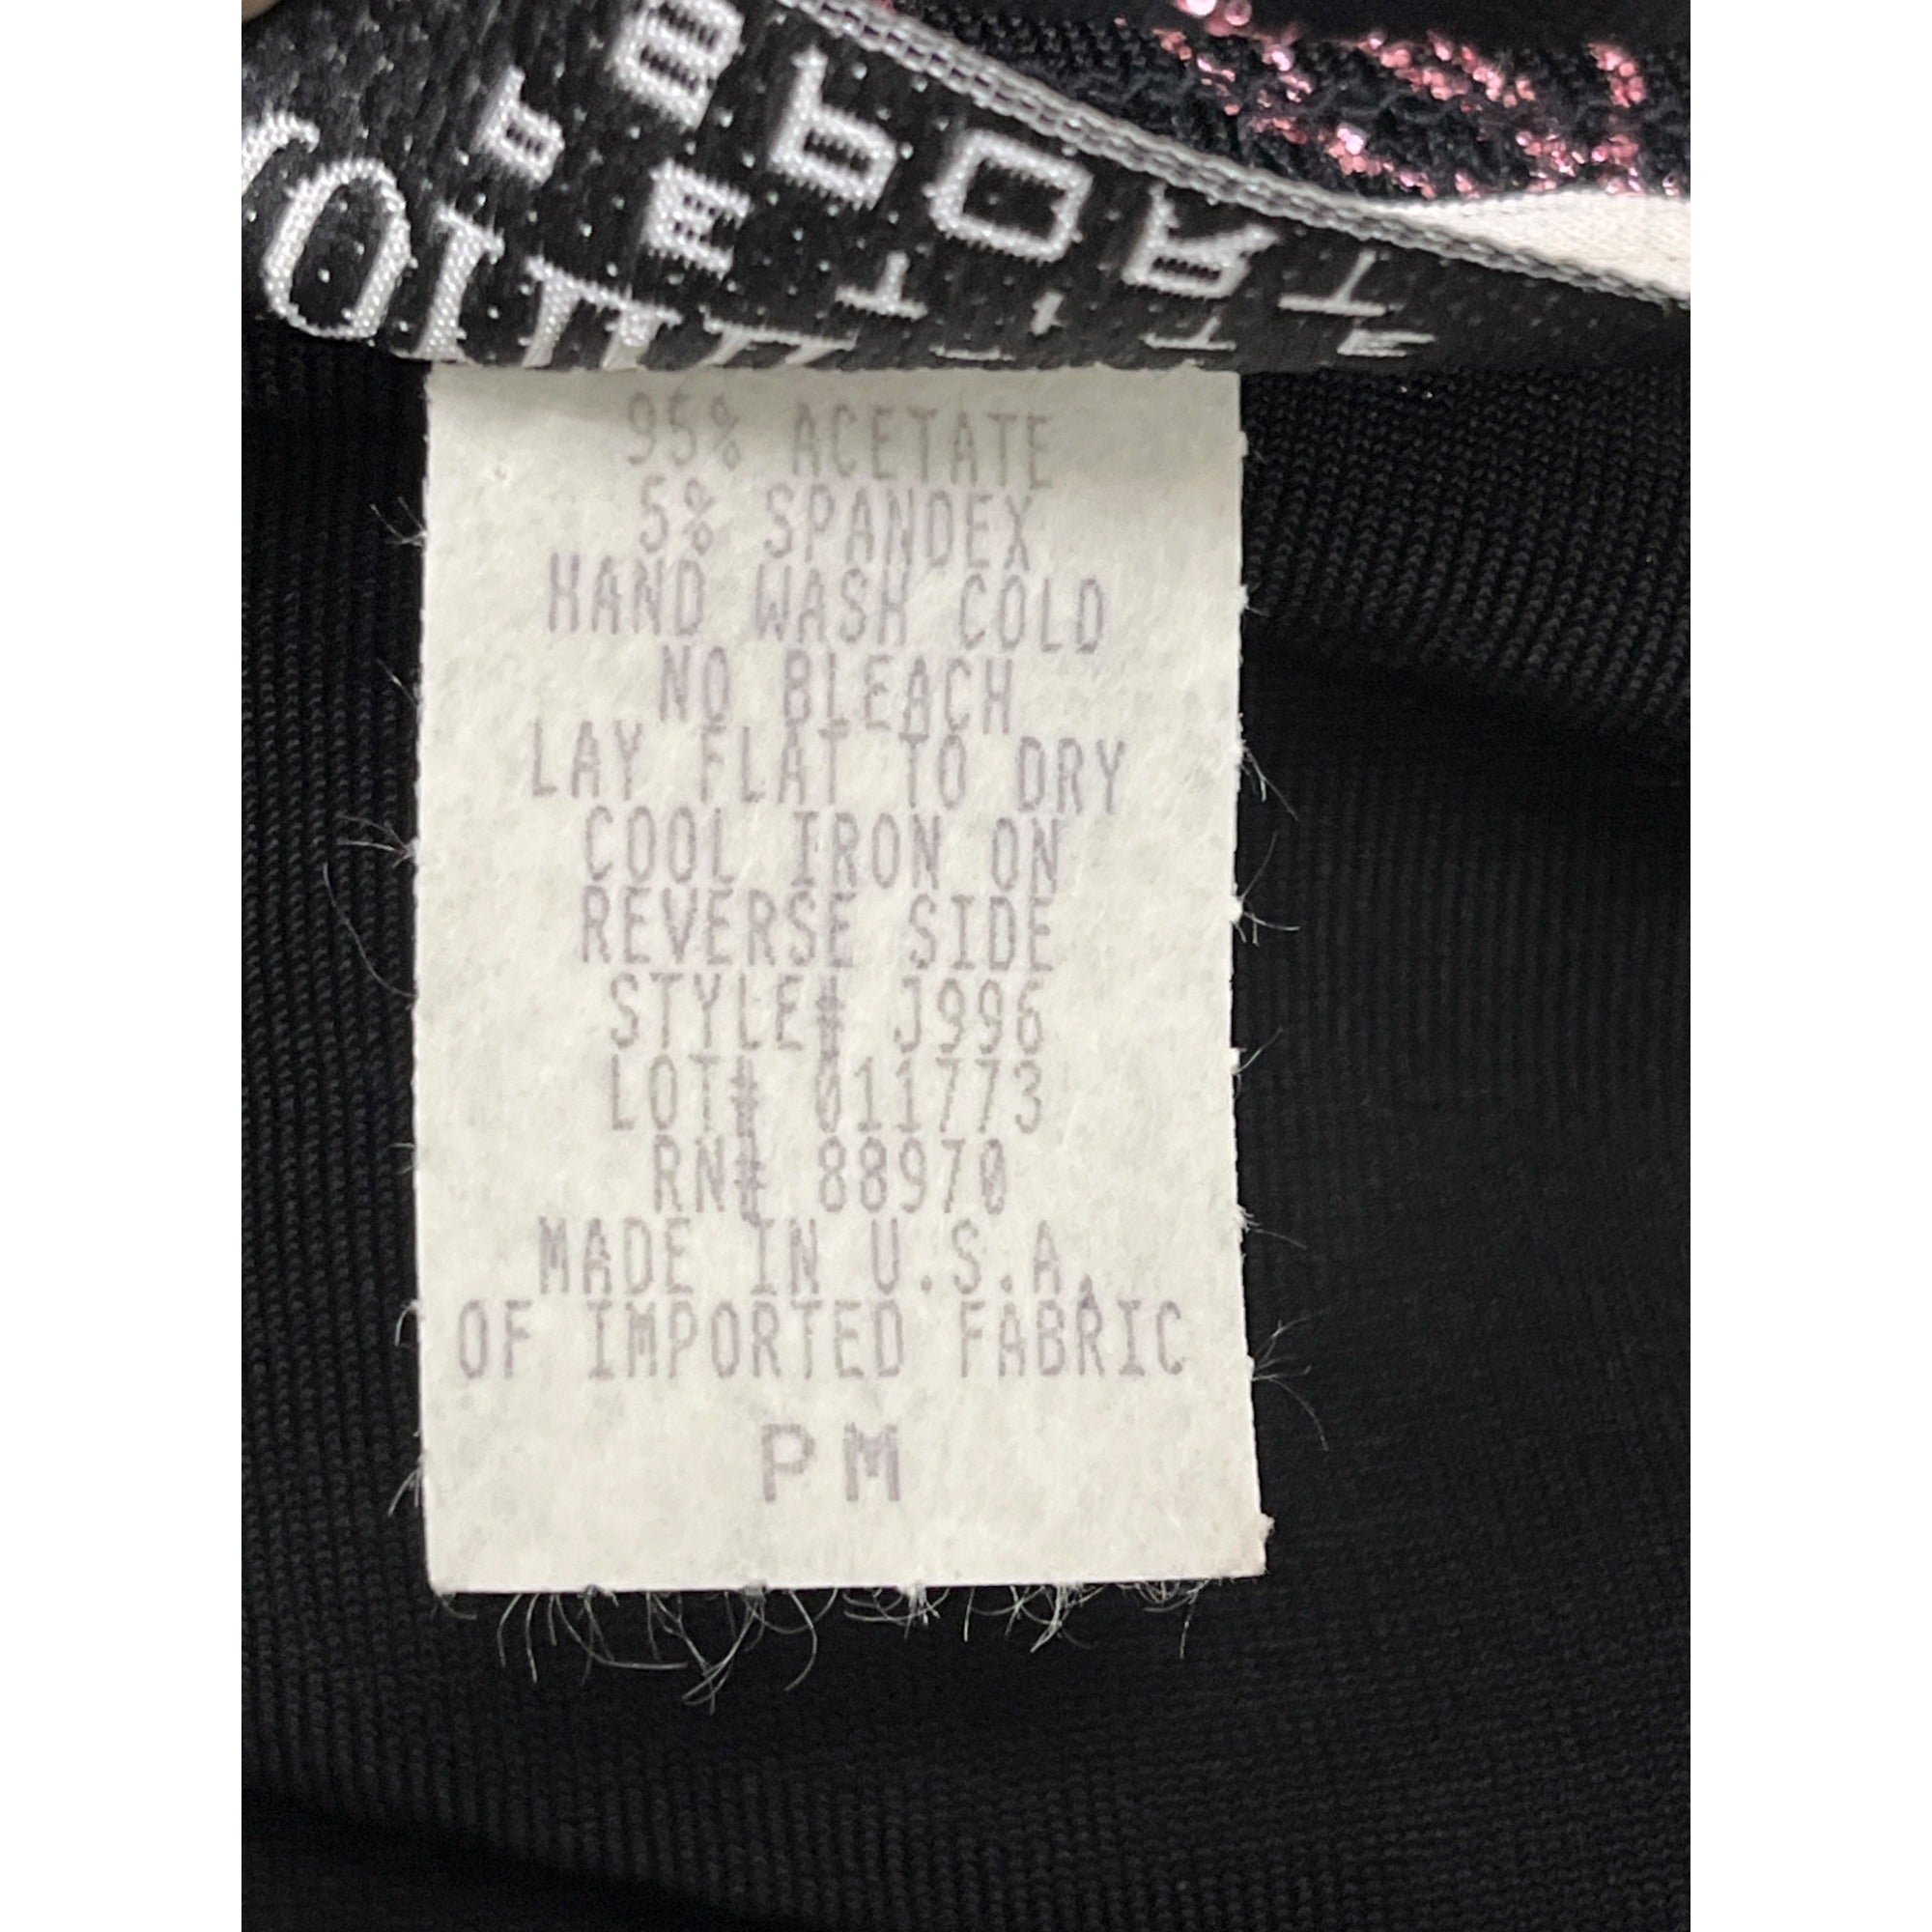 PETITE
95% ACETATE
5% SPANDEX
HAND WASH COLD
NO BLEACH
LAY FLAT TO DRY
COOL IRON ON
REVERSE SIDE
STYLE# J996
LOT# 011773
RN# 88970
MADE IN U.S.A.
OF IMPORTED FABRIC
PM